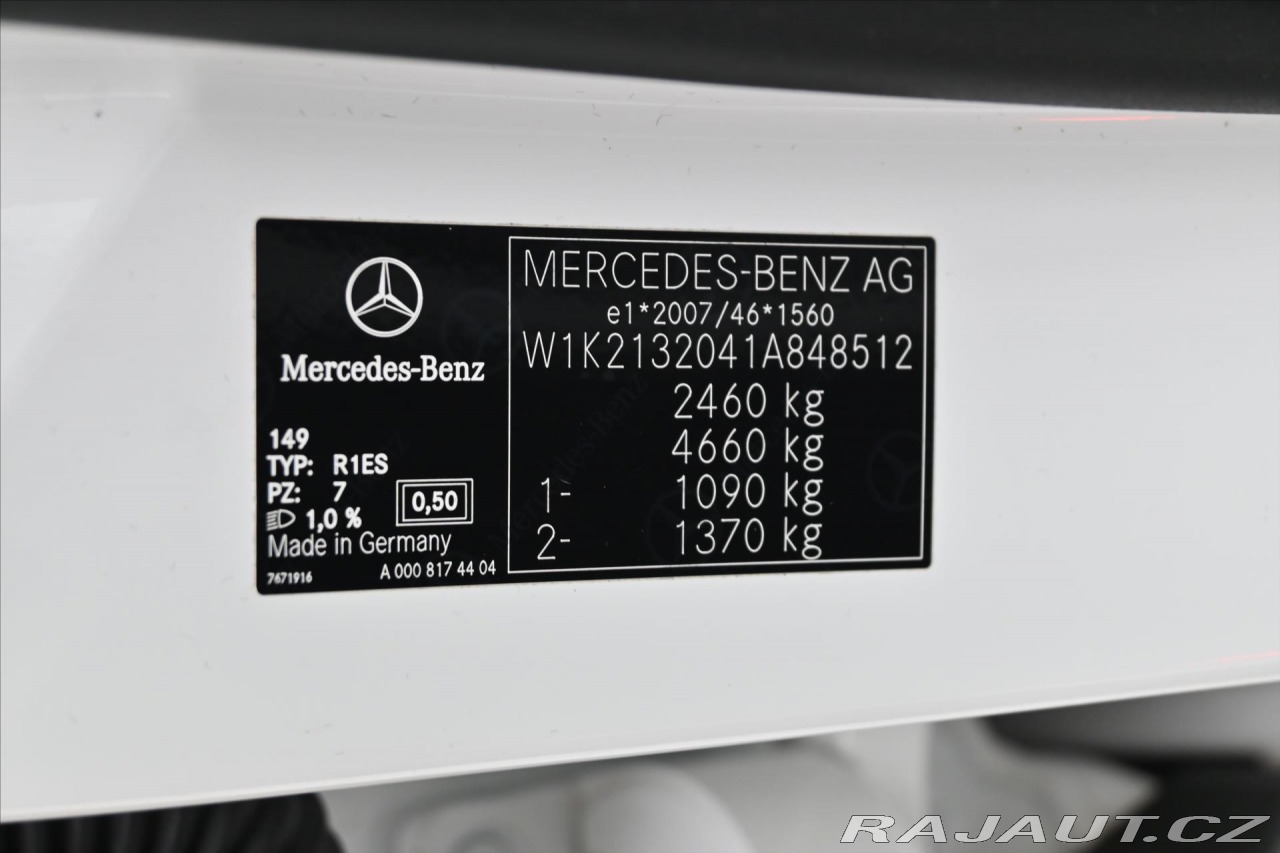 Mercedes-Benz
149
TYP: R1ES
PZ: 7
1,0 %
0,50
Made in Germany
7671916
A 000 817 44 04
MERCEDES-BENZ AG
e1*2007/46*1560
W1K2132041A848512
2460 kg
4660 kg
1- 1090 kg
2- 1370 kg
RAJAUT.CZ